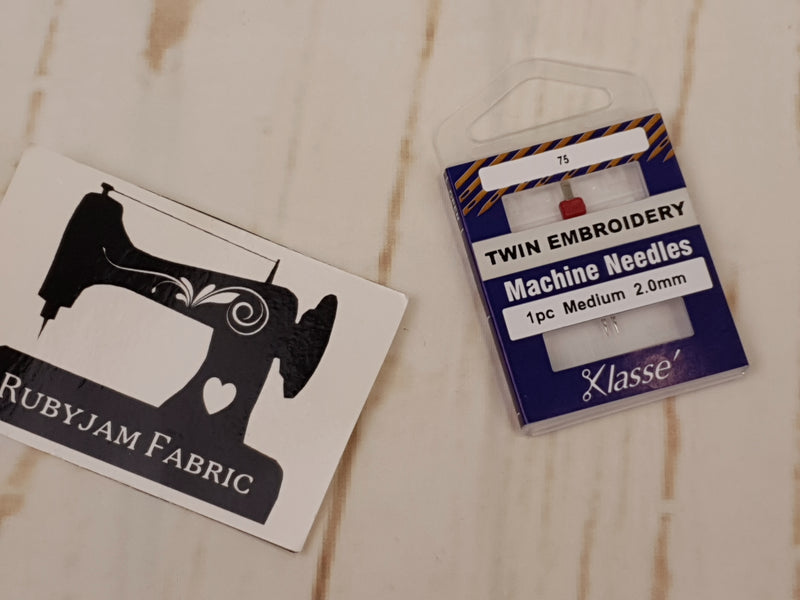 RUBYJAM FABRIC
75
TWIN EMBROIDERY
Machine Needles
1pc Medium 2.0mm
Klassé